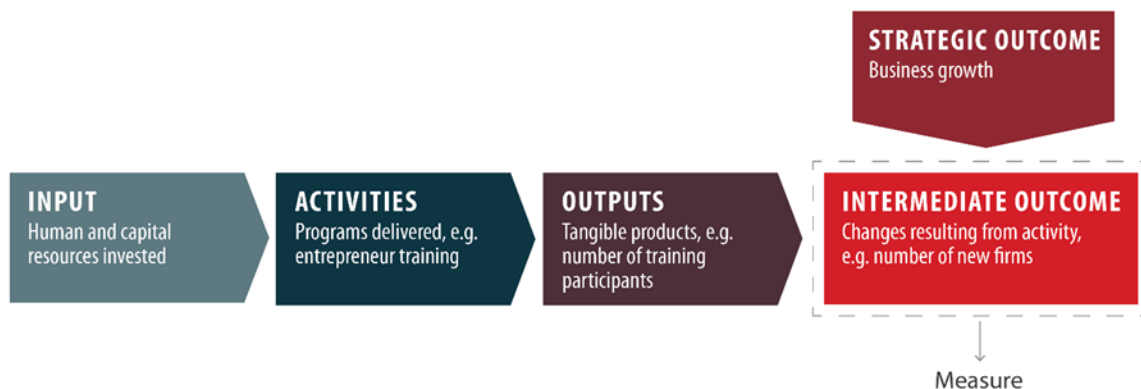 STRATEGIC OUTCOME
Business growth
INPUT
Human and capital
resources invested
ACTIVITIES
Programs delivered, e.g.
entrepreneur training
OUTPUTS
Tangible products, e.g.
number of training
participants
INTERMEDIATE OUTCOME
Changes resulting from activity,
e.g. number of new firms
Measure